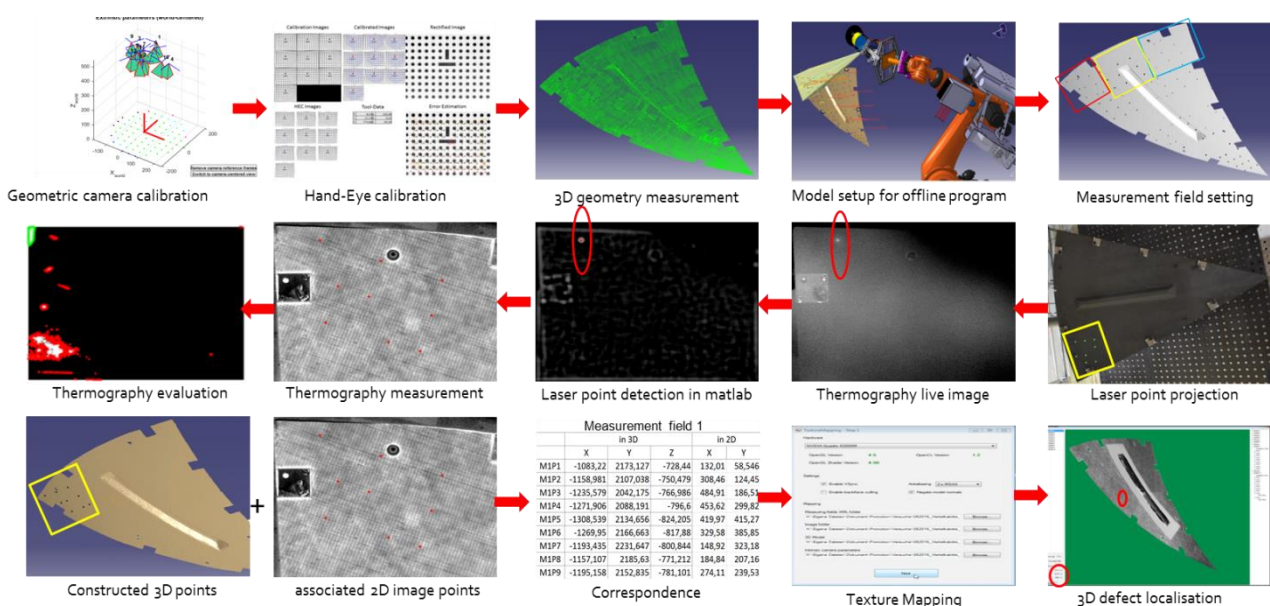 Extrinsic parameters (world-centered)
Calibration Images
Calibrated Images
Rectified Image
HEC Images
Tool-Data
Error Estimation
Geometric camera calibration
Hand-Eye calibration
3D geometry measurement
Model setup for offline program
Measurement field setting
Thermography evaluation
Thermography measurement
Laser point detection in matlab
Thermography live image
Laser point projection
Measurement field 1
in 3D in 2D
X Y Z X Y
M1P1 -1083,22 2173,127 -728,44 132,01 58,546
M1P2 -1158,981 2107,038 -750,479 308,46 124,45
M1P3 -1235,579 2042,175 -766,986 484,91 186,51
M1P4 -1271,906 2088,191 -796,6 453,62 299,82
M1P5 -1308,539 2134,656 -824,205 419,97 415,27
M1P6 -1269,95 2166,663 -817,88 329,58 385,85
M1P7 -1193,435 2231,647 -800,844 148,92 323,18
M1P8 -1157,107 2185,63 -771,212 184,84 207,16
M1P9 -1195,158 2152,835 -781,101 274,11 239,53
+
Constructed 3D points
associated 2D image points
Correspondence
Texture Mapping
3D defect localisation